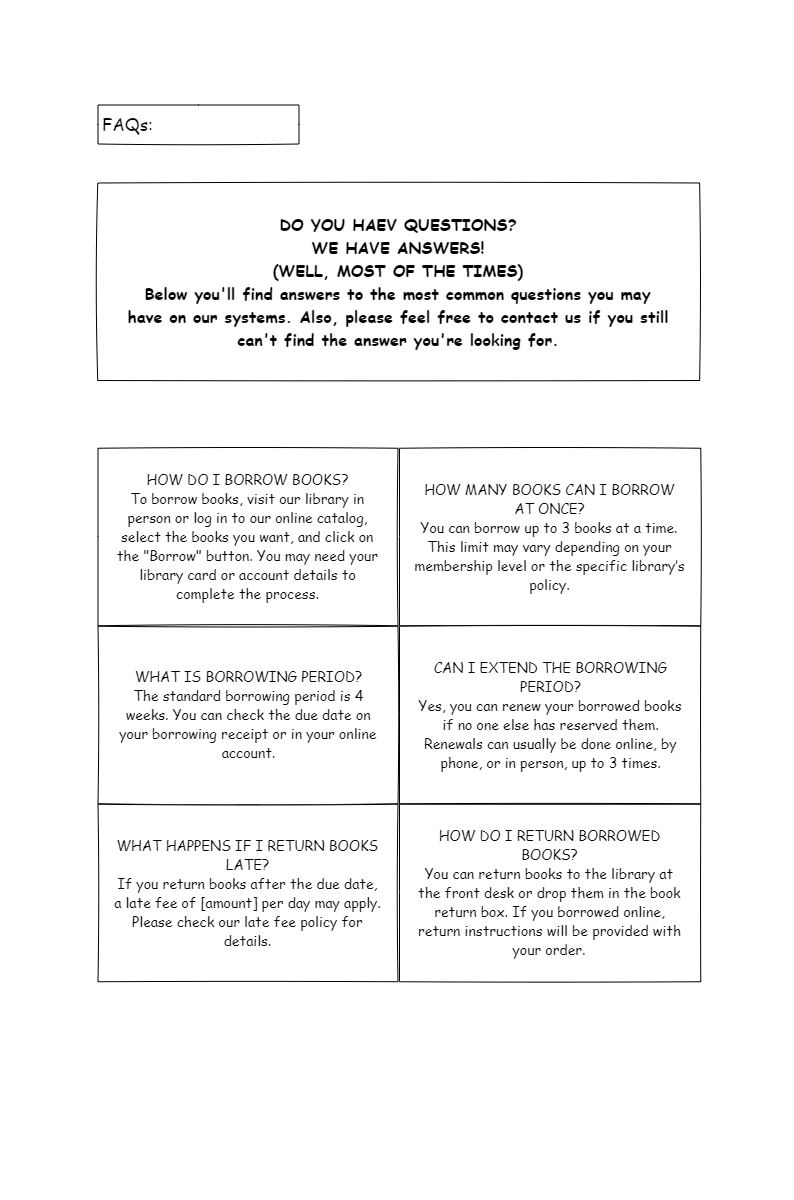 FAQs:
DO YOU HAEV QUESTIONS?
WE HAVE ANSWERS!
(WELL, MOST OF THE TIMES)
Below you'll find answers to the most common questions you may
have on our systems. Also, please feel free to contact us if you still
can't find the answer you're looking for.
HOW DO I BORROW BOOKS?
To borrow books, visit our library in
person or log in to our online catalog,
select the books you want, and click on
the "Borrow" button. You may need your
library card or account details to
complete the process.
HOW MANY BOOKS CAN I BORROW
AT ONCE?
You can borrow up to 3 books at a time.
This limit may vary depending on your
membership level or the specific library's
policy.
WHAT IS BORROWING PERIOD?
The standard borrowing period is 4
weeks. You can check the due date on
your borrowing receipt or in your online
account.
CAN I EXTEND THE BORROWING
PERIOD?
Yes, you can renew your borrowed books
if no one else has reserved them.
Renewals can usually be done online, by
phone, or in person, up to 3 times.
WHAT HAPPENS IF I RETURN BOOKS
LATE?
If you return books after the due date,
a late fee of [amount] per day may apply.
Please check our late fee policy for
details.
HOW DO I RETURN BORROWED
BOOKS?
You can return books to the library at
the front desk or drop them in the book
return box. If you borrowed online,
return instructions will be provided with
your order.